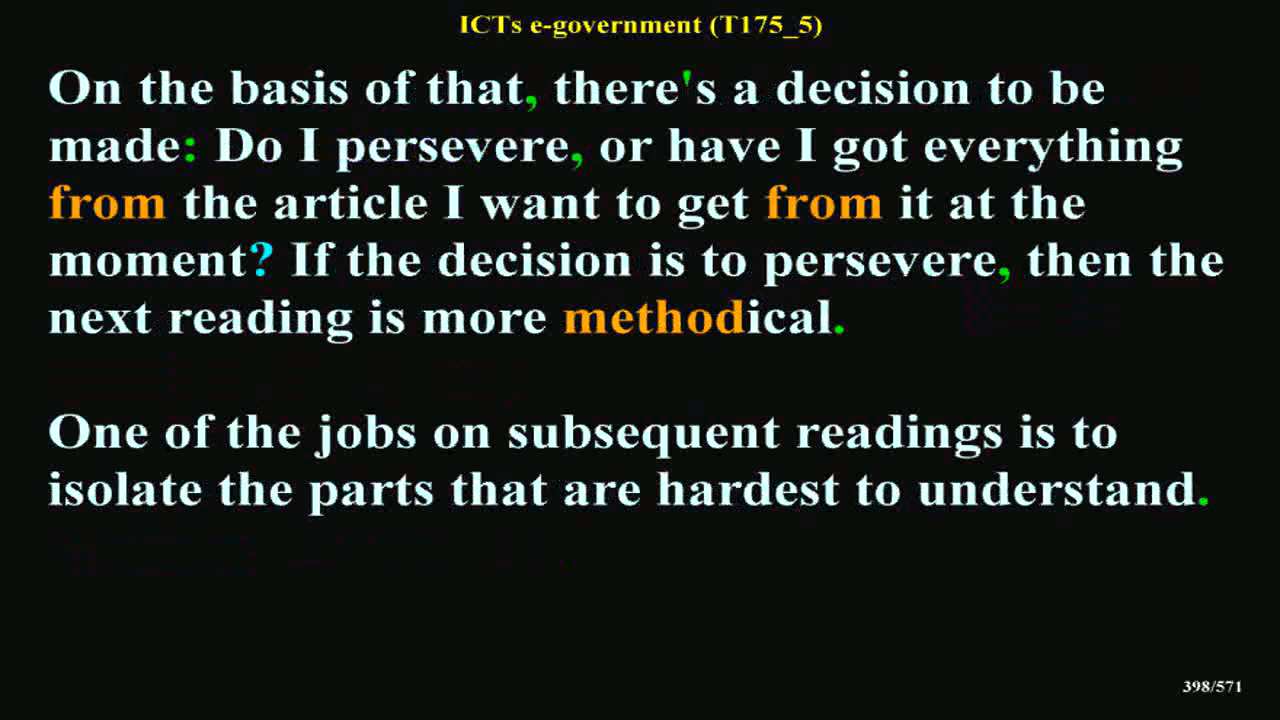 ICTs e-government (T175_5)
On the basis of that, there's a decision to be
made: Do I persevere, or have I got everything
from the article I want to get from it at the
moment? If the decision is to persevere, then the
next reading is more methodical.
One of the jobs on subsequent readings is to
isolate the parts that are hardest to understand.
398/571